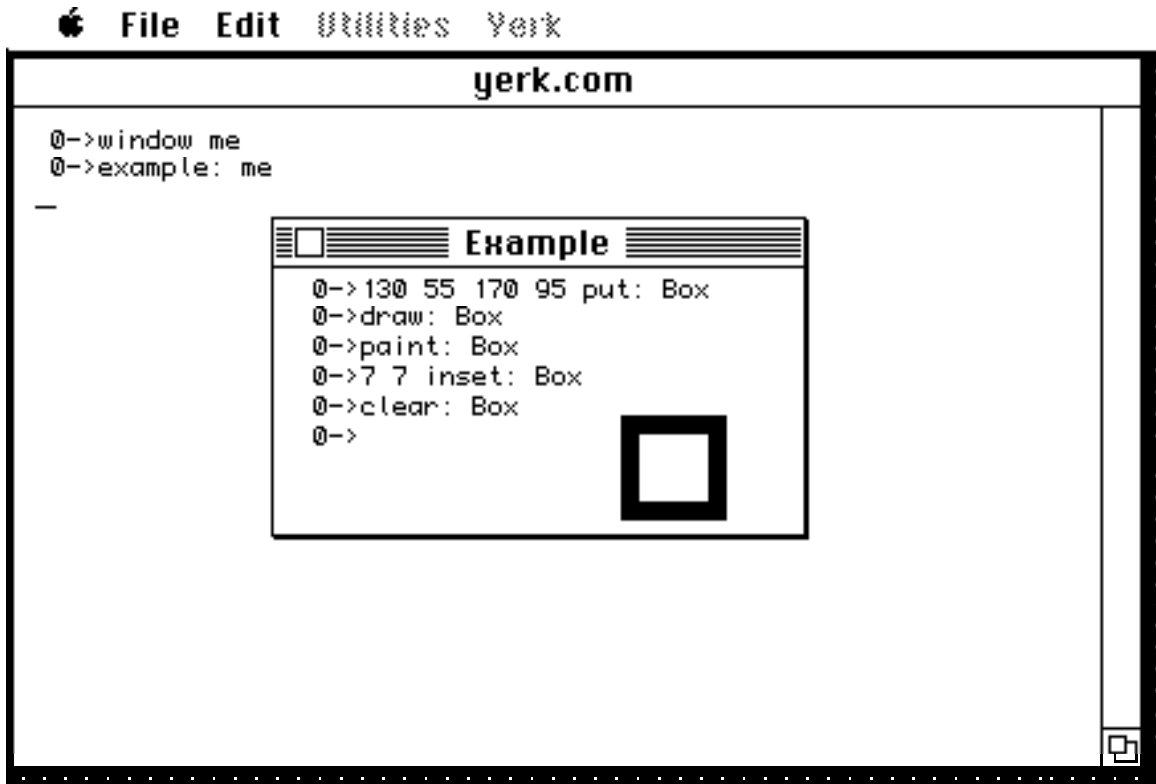 File Edit Utilities Yerk
yerk.com
0->window me
0->example: me
Example
0->130 55 170 95 put: Box
0->draw: Box
0->paint: Box
0->7 7 inset: Box
0->clear: Box
0->